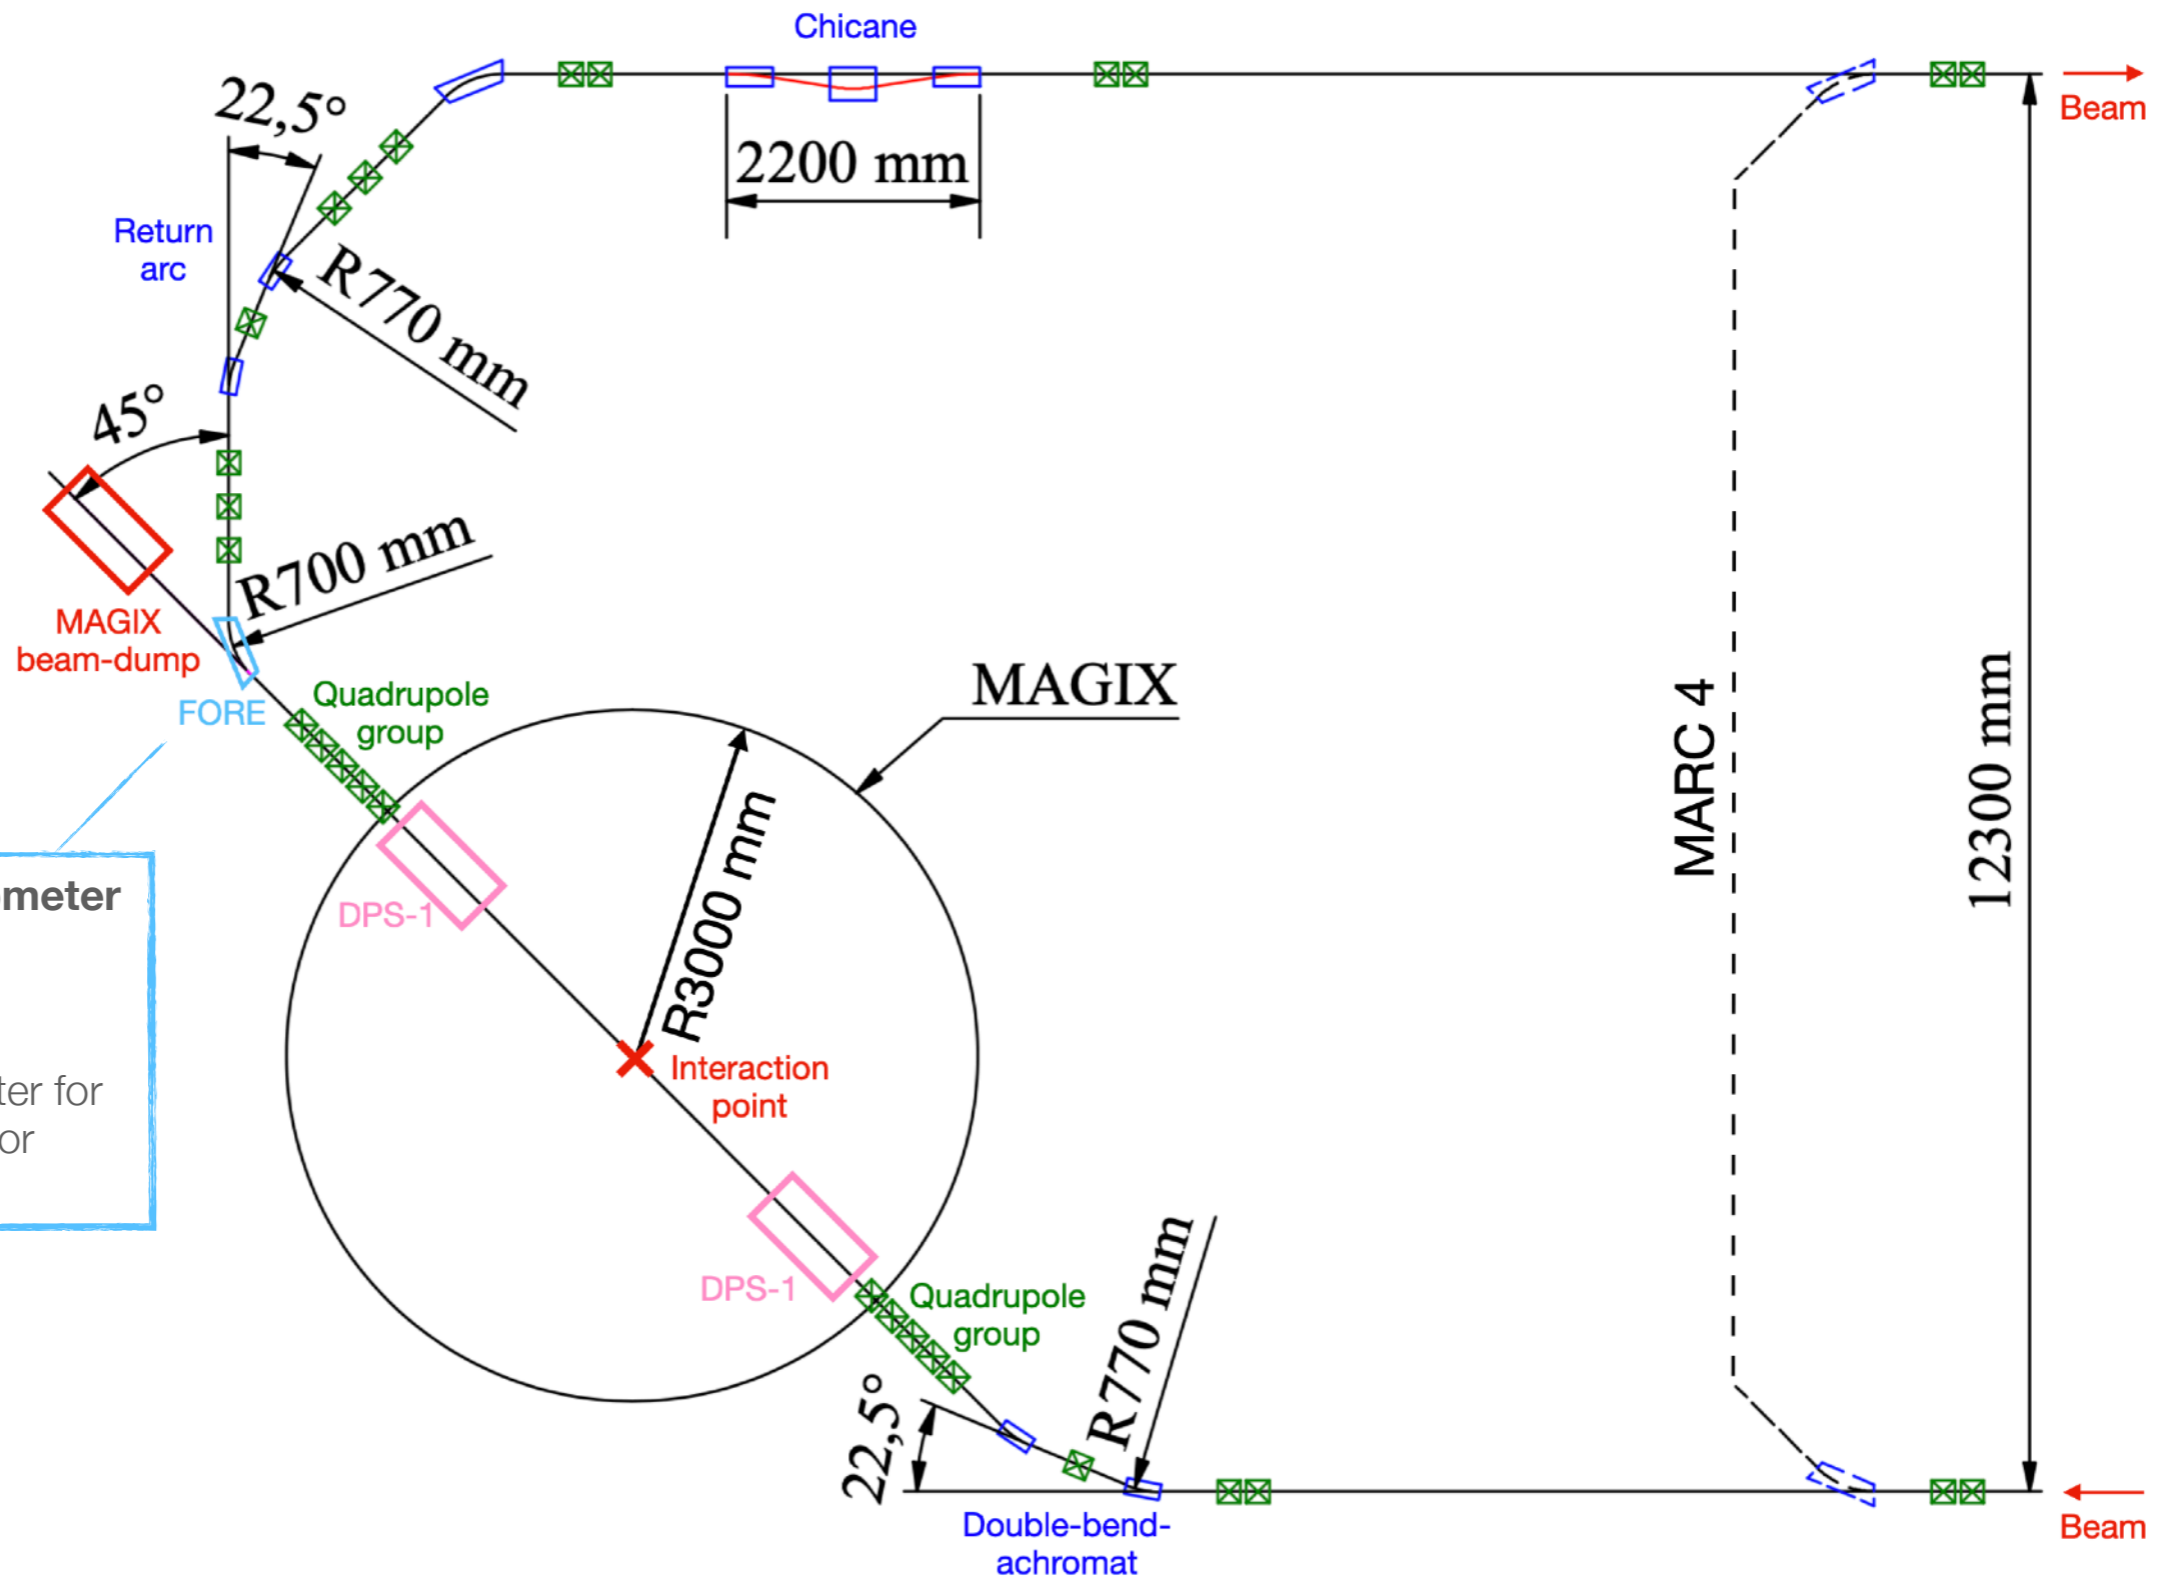 Chicane
22,5°
Beam
2200 mm
Return
arc
R770 mm
45°
R700 mm
MAGIX
beam-dump
FORE
Quadrupole
group
MAGIX
MARC 4
12300 mm
R3000 mm
DPS-1
meter
ter for
or
Interaction
point
DPS-1
Quadrupole
group
R770 mm
22,5°
Double-bend-
achromat
Beam